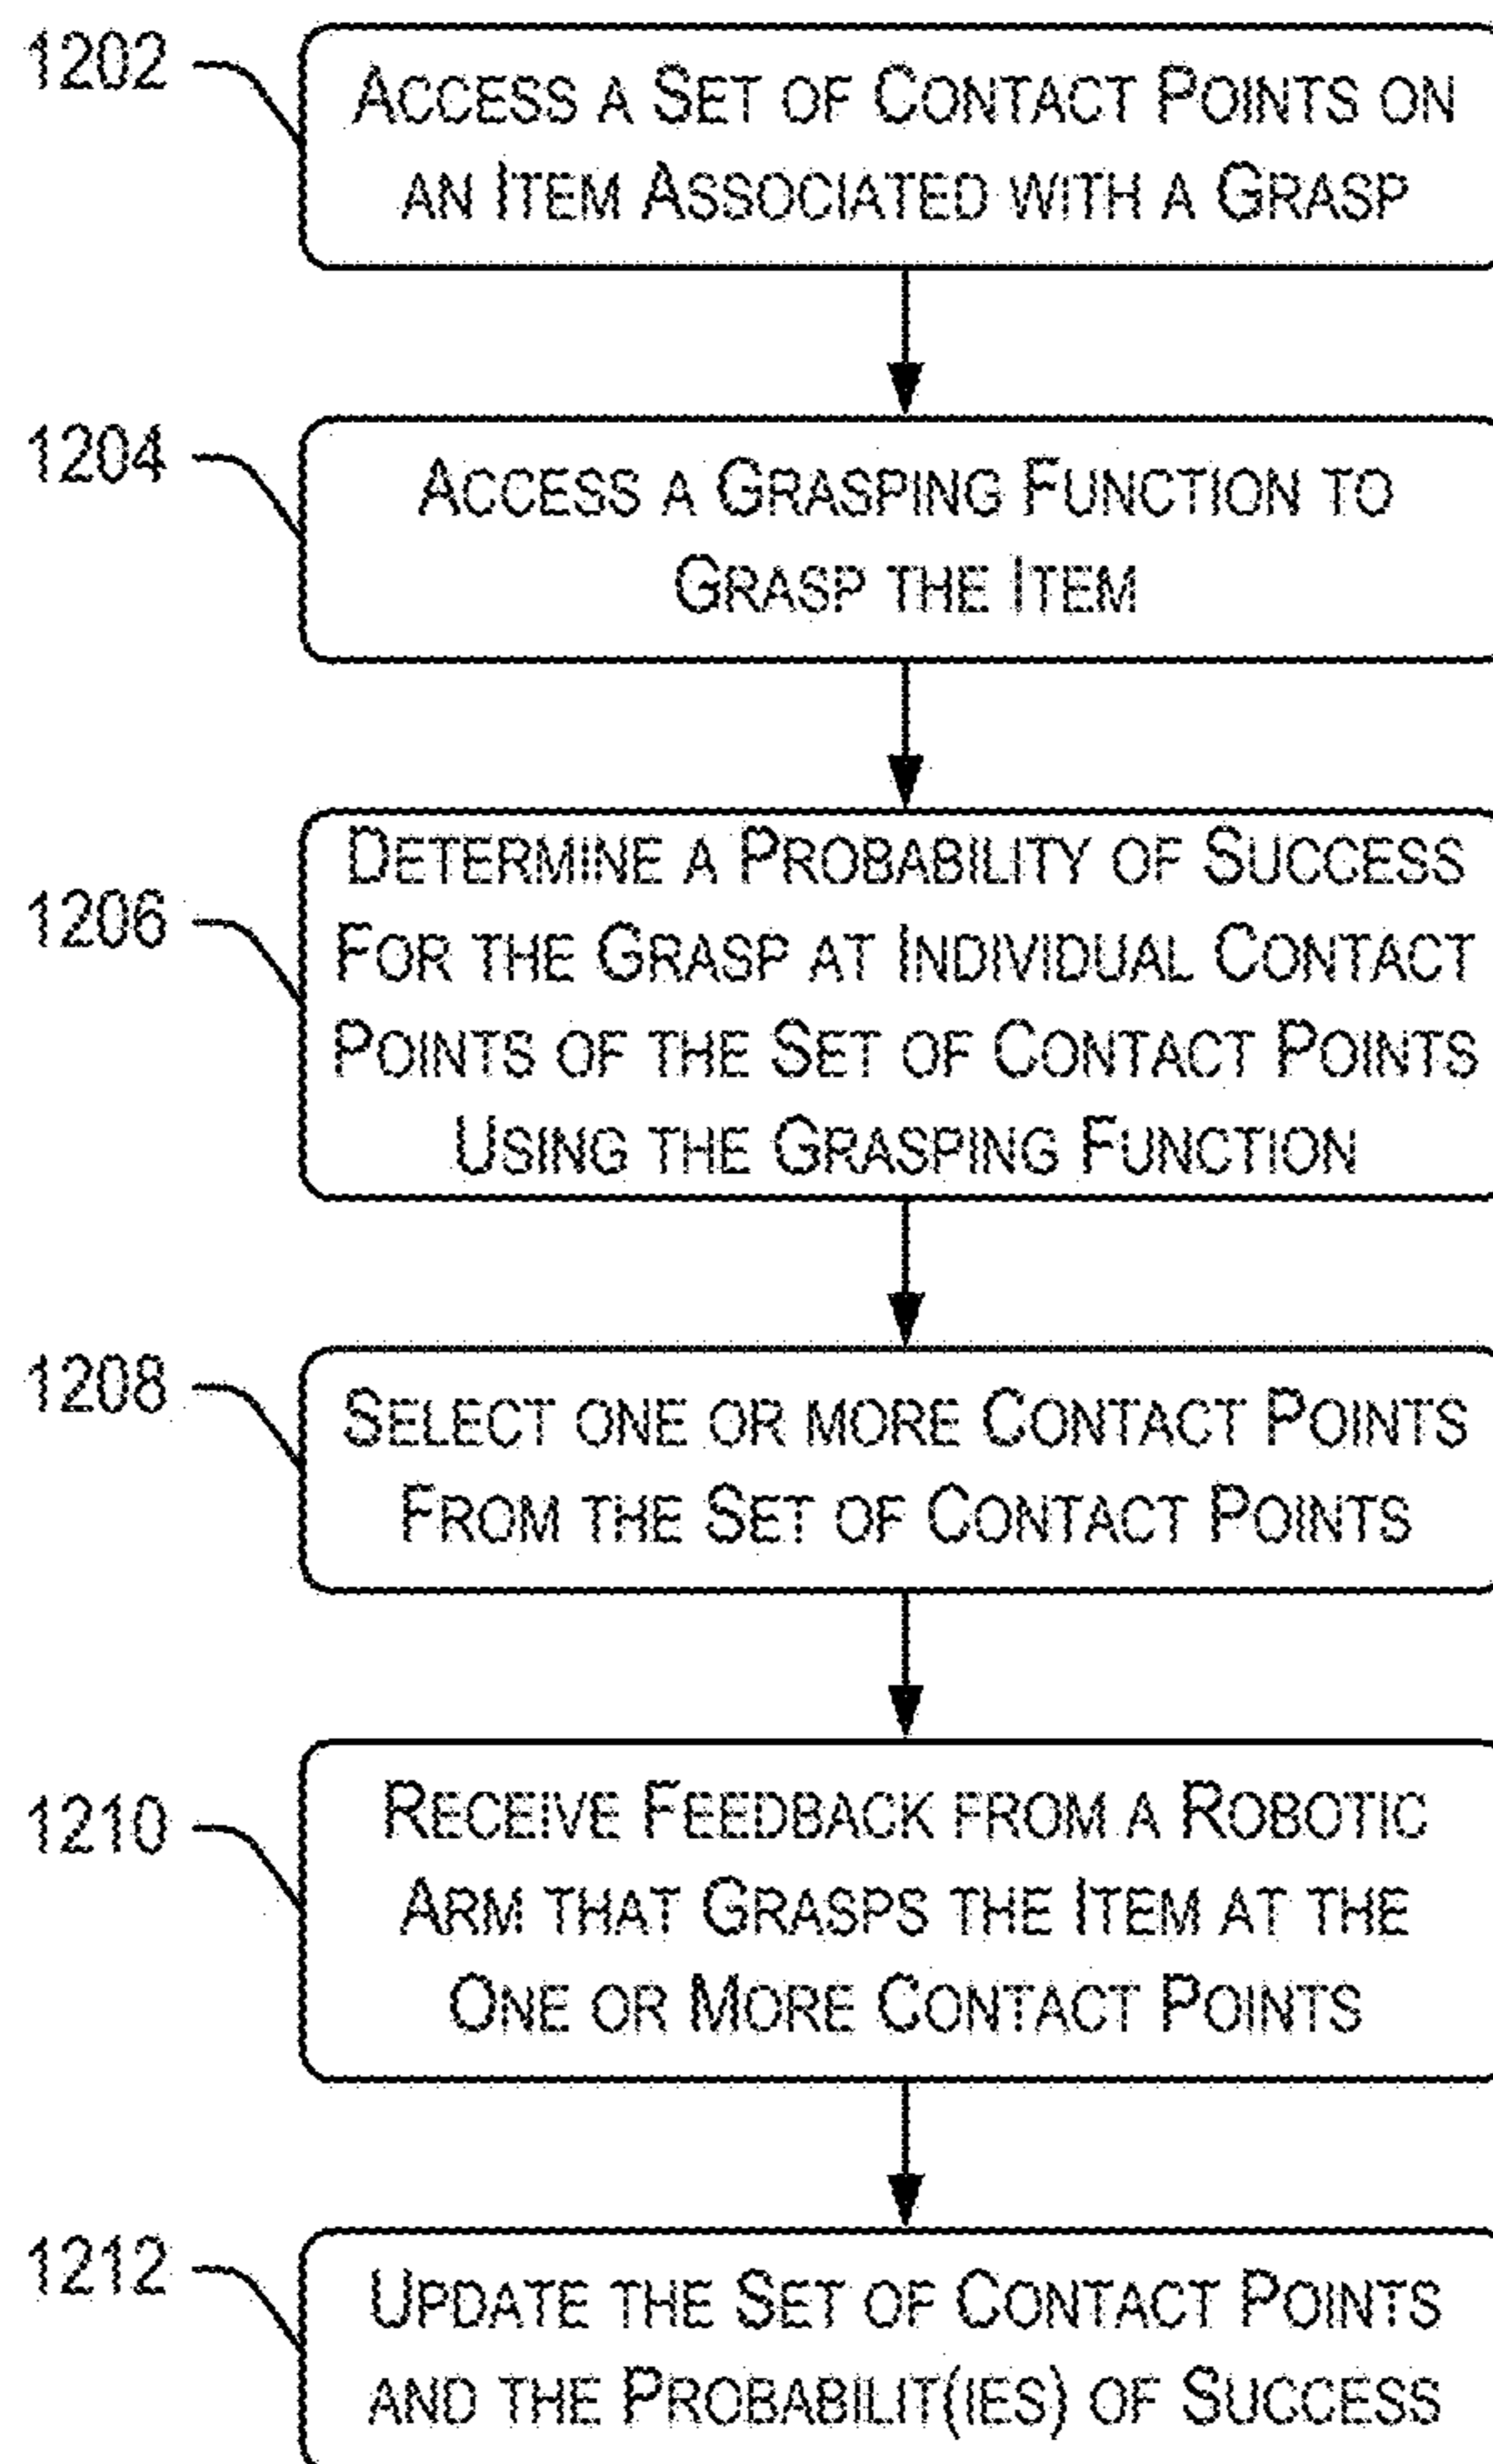 1202
ACCESS A SET OF CONTACT POINTS ON
AN ITEM ASSOCIATED WITH A GRASP
1204
ACCESS A GRASPING FUNCTION TO
GRASP THE ITEM
1206
DETERMINE A PROBABILITY OF SUCCESS
FOR THE GRASP AT INDIVIDUAL CONTACT
POINTS OF THE SET OF CONTACT POINTS
USING THE GRASPING FUNCTION
1208
SELECT ONE OR MORE CONTACT POINTS
FROM THE SET OF CONTACT POINTS
1210
RECEIVE FEEDBACK FROM A ROBOTIC
ARM THAT GRASPS THE ITEM AT THE
ONE OR MORE CONTACT POINTS
1212
UPDATE THE SET OF CONTACT POINTS
AND THE PROBABILIT(IES) OF SUCCESS